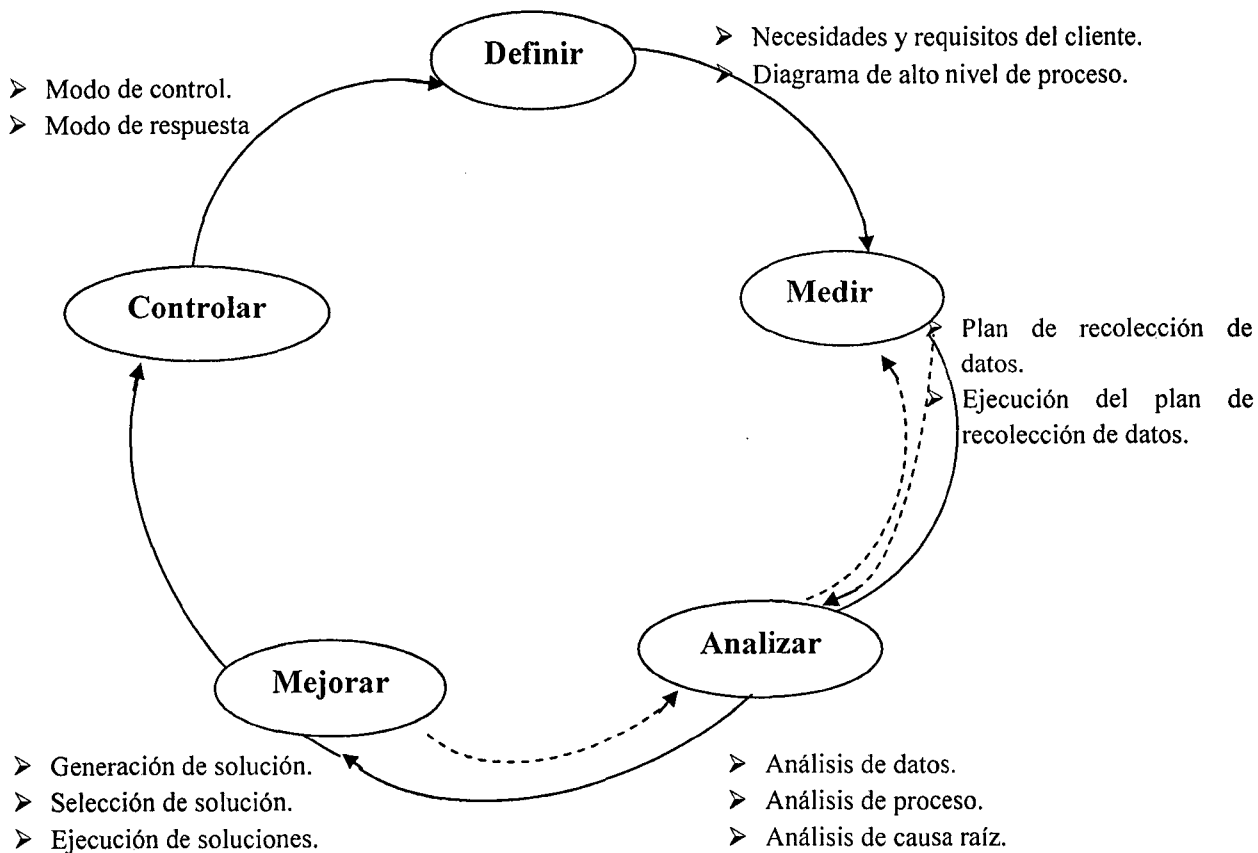 Definir
➢ Necesidades y requisitos del cliente.
➢ Diagrama de alto nivel de proceso.
➢ Modo de control.
➢ Modo de respuesta
Controlar
Medir
➢ Plan de recolección de
datos.
➢ Ejecución del plan de
recolección de datos.
Analizar
Mejorar
➢ Generación de solución.
➢ Selección de solución.
➢ Ejecución de soluciones.
➢ Análisis de datos.
➢ Análisis de proceso.
➢ Análisis de causa raíz.